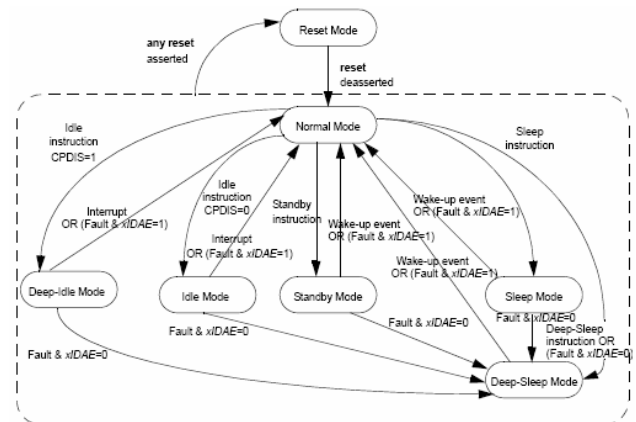 Reset Mode
any reset
asserted
reset
deasserted
Normal Mode
Idle
instruction
CPDIS=1
Sleep
instruction
Idle
instruction
CPDIS=0
Standby
instruction
Interrupt
OR (Fault & xIDAE=1)
Interrupt
OR (Fault & xIDAE=1)
Wake-up event
OR (Fault & xIDAE=1)
Wake-up event
OR (Fault & xIDAE=1)
Wake-up event
OR (Fault & xIDAE=1)
Deep-Idle Mode
Idle Mode
Standby Mode
Sleep Mode
Fault & xIDAE=0
Fault & xIDAE=0
Fault & xIDAE=0
Fault & xIDAE=0
Deep-Sleep
instruction OR
(Fault & xIDAE=0)
Deep-Sleep Mode